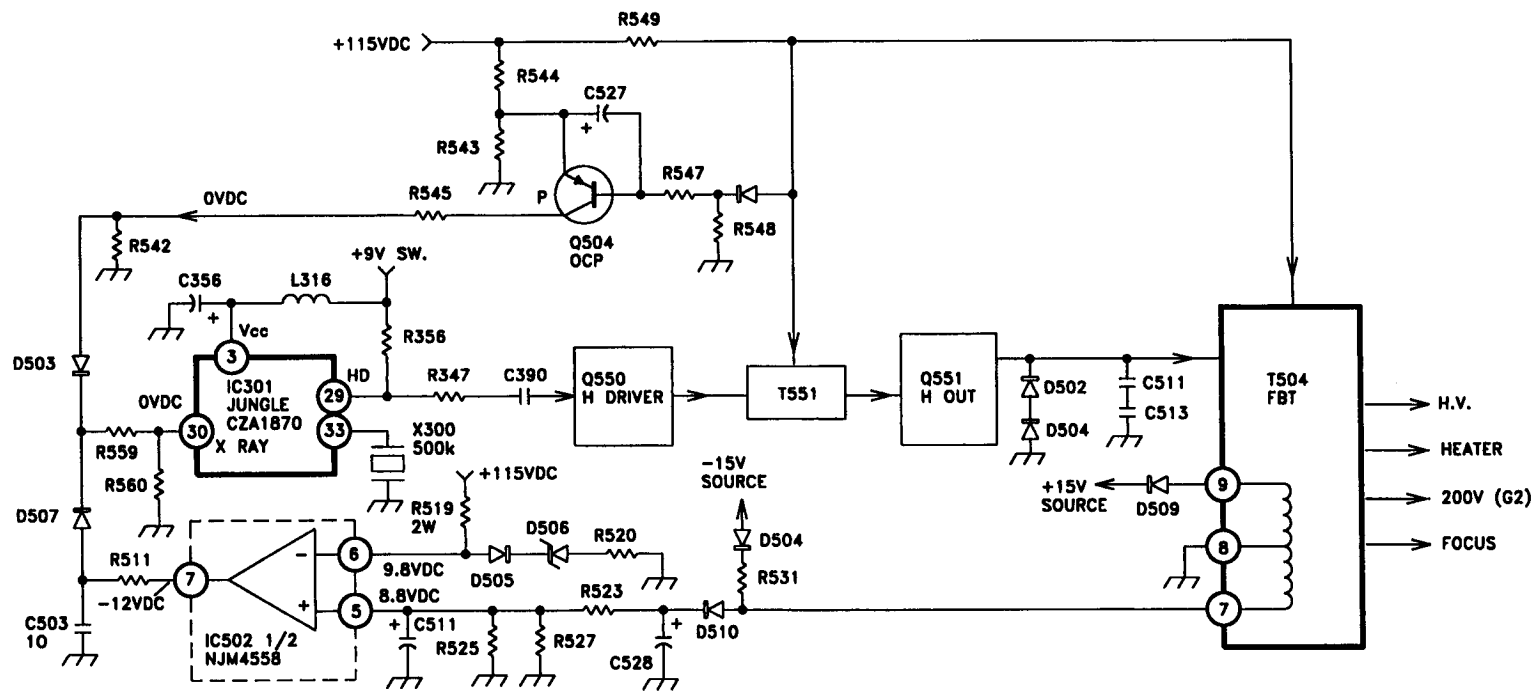 R549
+115VDC
R544
C527
+
R543
P
R547
R548
Q504
OCP
0VDC
R545
R542
+9V SW.
C356
+
L316
Vcc
R356
D503
3
IC301
JUNGLE
CZA1870
HD
29
R347
C390
Q550
H DRIVER
T551
Q551
H OUT
D502
D504
C511
C513
T504
FBT
H.V.
HEATER
200V (G2)
FOCUS
0VDC
30
X RAY
33
X300
500k
R559
R560
+115VDC
R519
2W
-15V
SOURCE
+15V
SOURCE
D509
9
8
7
D507
R511
7
-12VDC
-
+
6
9.8VDC
D505
D506
R520
D504
R531
5
8.8VDC
R523
C503
10
IC502 1/2
NJM4558
+
C511
R525
R527
C528
+
D510